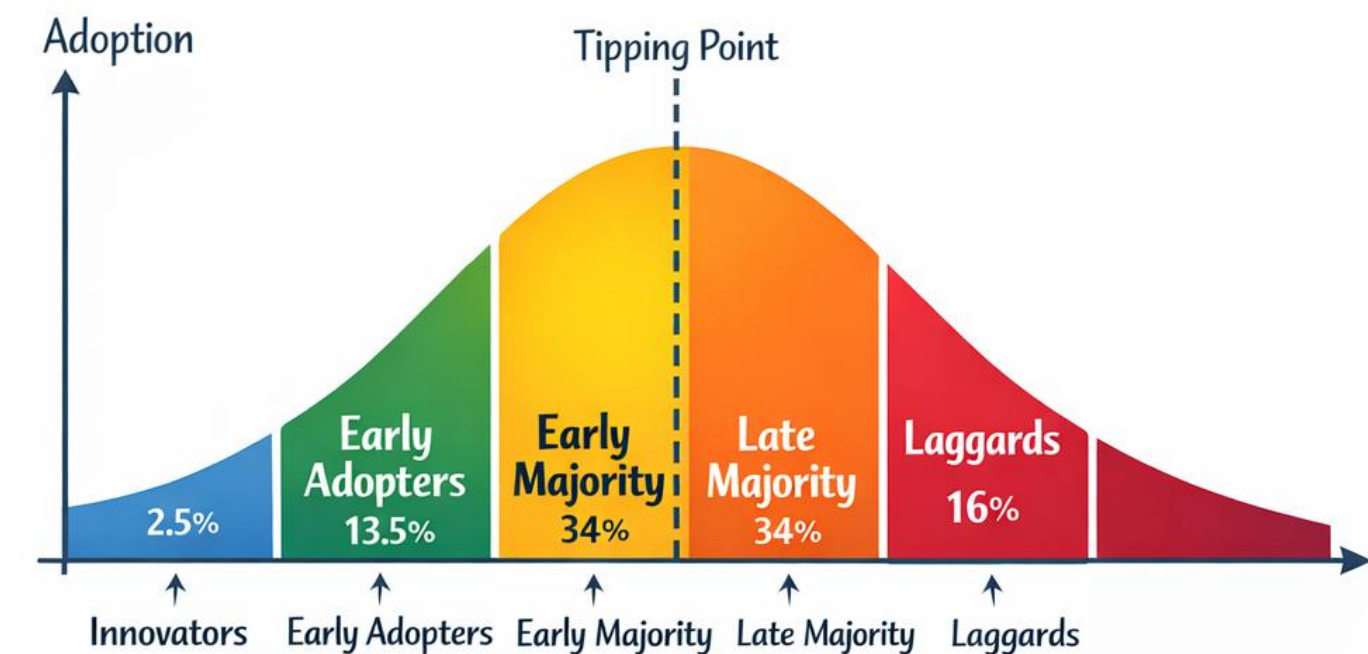 Adoption
Tipping Point
Early
Adopters
13.5%
Early
Majority
34%
Late
Majority
34%
Laggards
16%
2.5%
Innovators
Early Adopters
Early Majority
Late Majority
Laggards